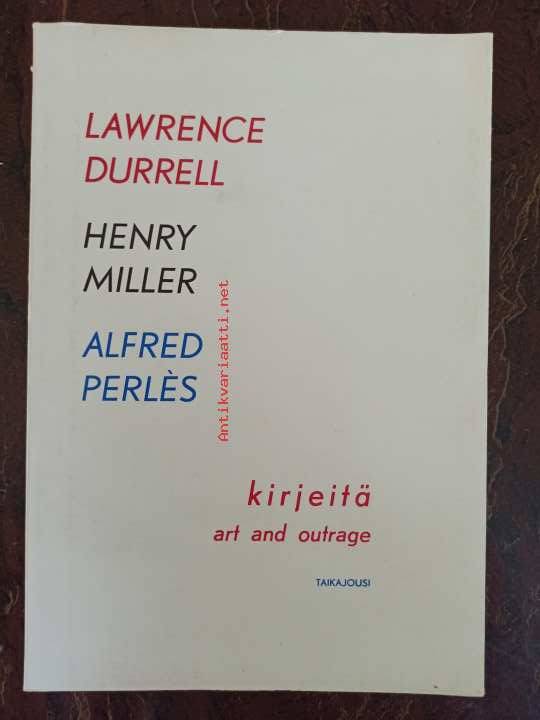 LAWRENCE
DURRELL
HENRY
MILLER
ALFRED
PERLÈS
Antikvariaatti.net
kirjeitä
art and outrage
TAIKAJOUSI